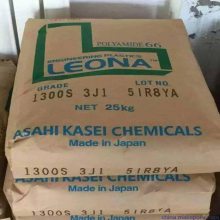 POLYAMIDE 66
ENGINEERING PLASTICS
LEONA™
GRADE LOT NO
1300S 3J1 5IR8YA
NET 25kg
ASAHI KASEI CHEMICALS
Made in Japan
1300S 3J1 5IR8YA
ASAHI KASEI CHEMICALS
Made in Japan